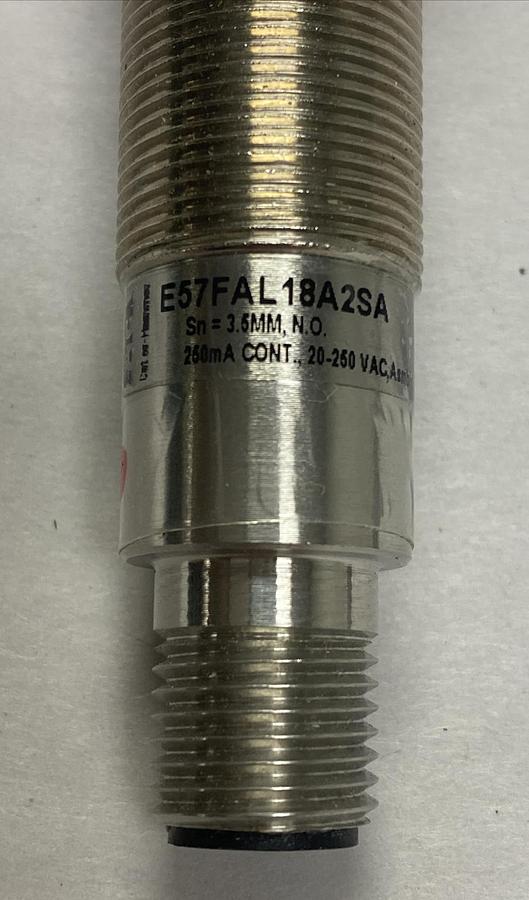 E57FAL18A2SA
Sn = 3.5MM, N.O.
250mA CONT., 20-250 VAC,